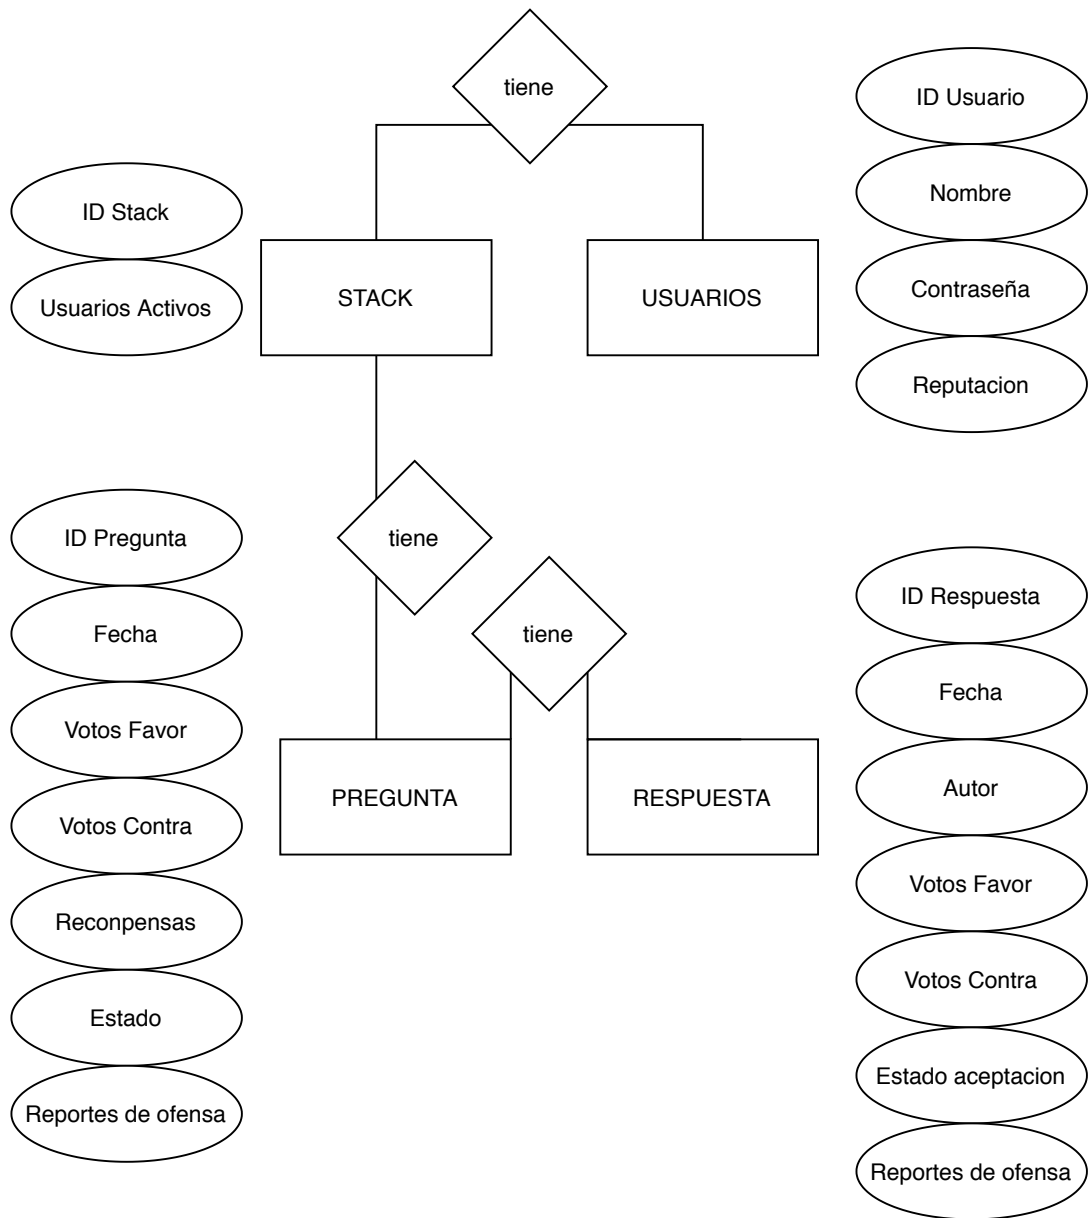 tiene
ID Usuario
Nombre
Contraseña
Reputacion
ID Stack
Usuarios Activos
STACK
USUARIOS
tiene
tiene
ID Pregunta
Fecha
Votos Favor
Votos Contra
Reconpensas
Estado
Reportes de ofensa
PREGUNTA
RESPUESTA
ID Respuesta
Fecha
Autor
Votos Favor
Votos Contra
Estado aceptacion
Reportes de ofensa